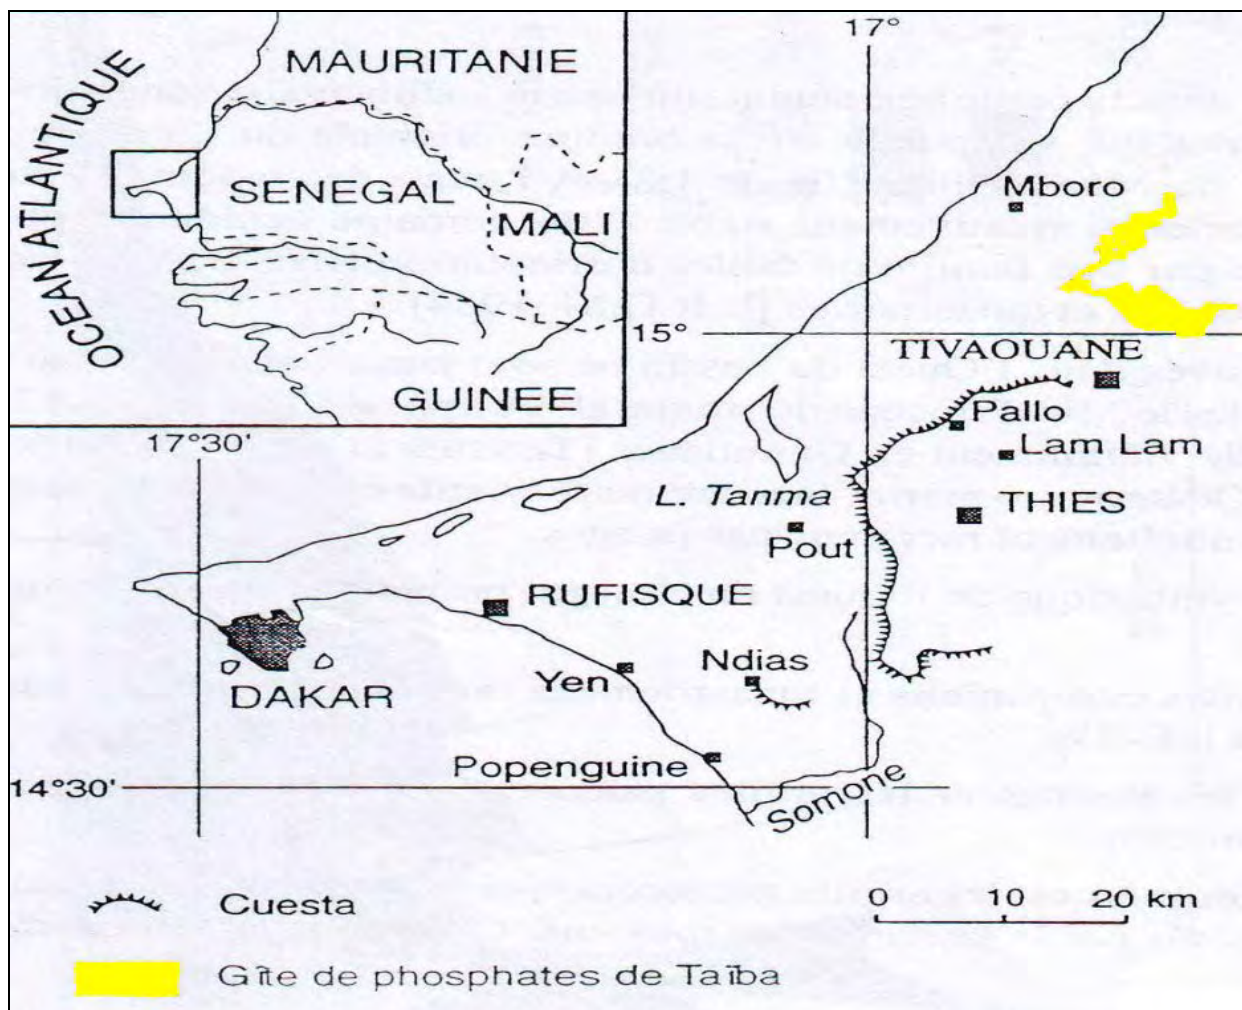 17°
MAURITANIE
OCEAN ATLANTIQUE
SENEGAL
MALI
Mboro
15°
TIVAOUANE
GUINEE
Pallo
17°30'
Lam Lam
L. Tanma
THIES
Pout
RUFISQUE
Ndias
Yen
DAKAR
Popenguine
14°30'
Somone
Cuesta
0 10 20 km
Gîte de phosphates de Taïba